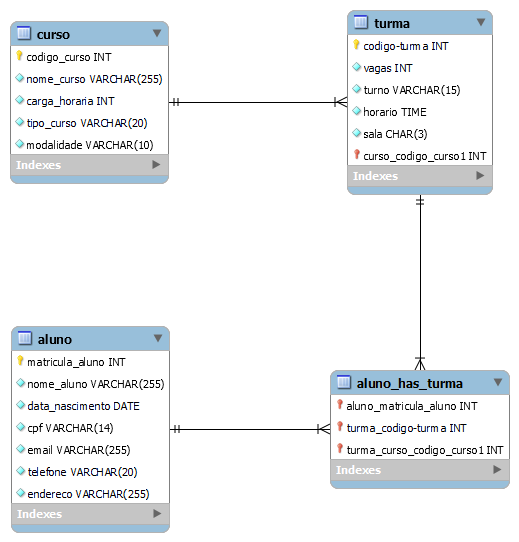 curso
codigo_curso INT
nome_curso VARCHAR(255)
carga_horaria INT
tipo_curso VARCHAR(20)
modalidade VARCHAR(10)
Indexes
turma
codigo-turma INT
vagas INT
turno VARCHAR(15)
horario TIME
sala CHAR(3)
curso_codigo_curso1 INT
Indexes
aluno
matricula_aluno INT
nome_aluno VARCHAR(255)
data_nascimento DATE
cpf VARCHAR(14)
email VARCHAR(255)
telefone VARCHAR(20)
endereco VARCHAR(255)
Indexes
aluno_has_turma
aluno_matricula_aluno INT
turma_codigo-turma INT
turma_curso_codigo_curso1 INT
Indexes